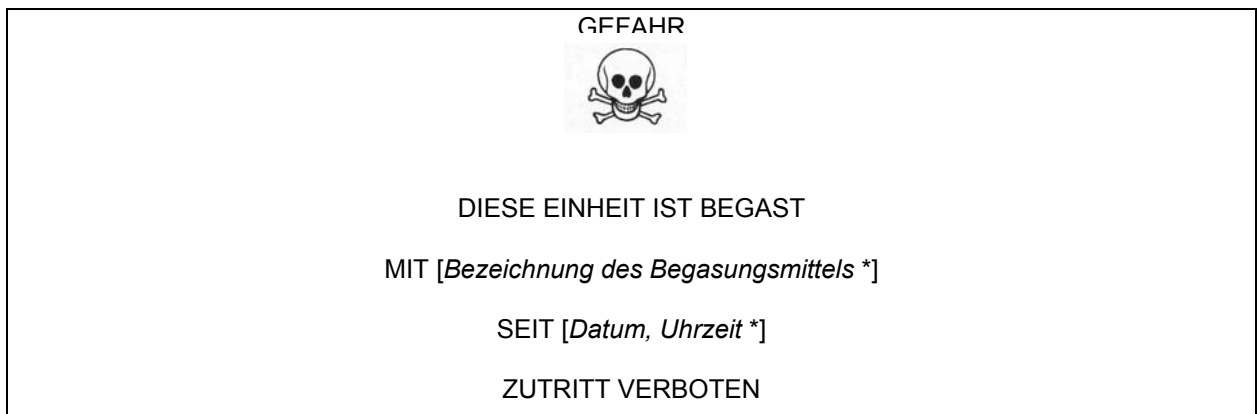 GEFAHR
DIESE EINHEIT IST BEGAST
MIT [Bezeichnung des Begasungsmittels *]
SEIT [Datum, Uhrzeit *]
ZUTRITT VERBOTEN